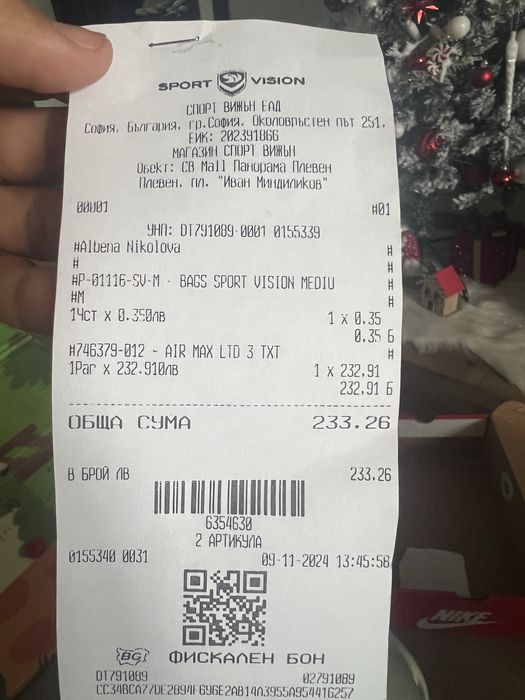 SPORT VISION
СПОРТ ВИЖЪН ЕАД
София, България, гр.София, Околовръстен път 251,
ЕИК: 202391866
МАГАЗИН СПОРТ ВИЖЪН
Обект: CB Mall Панорама Плевен
Плевен, пл. "Иван Миндиликов"
00001 #01
УНП: DT791089-0001 0155339
#Albena Nikolova #
# #
#P-01116-SV-M - BAGS SPORT VISION MEDIU #
#M #
1Чст x 0.350лв 1 x 0.35
0.35 Б
#746379-012 - AIR MAX LTD 3 TXT #
1Par x 232.910лв 1 x 232.91
232.91 Б
ОБЩА СУМА 233.26
В БРОЙ ЛВ 233.26
6354630
2 АРТИКУЛА
0155340 0031 09-11-2024 13:45:58
BG ФИСКАЛЕН БОН
DT791089 02791089
NIKE